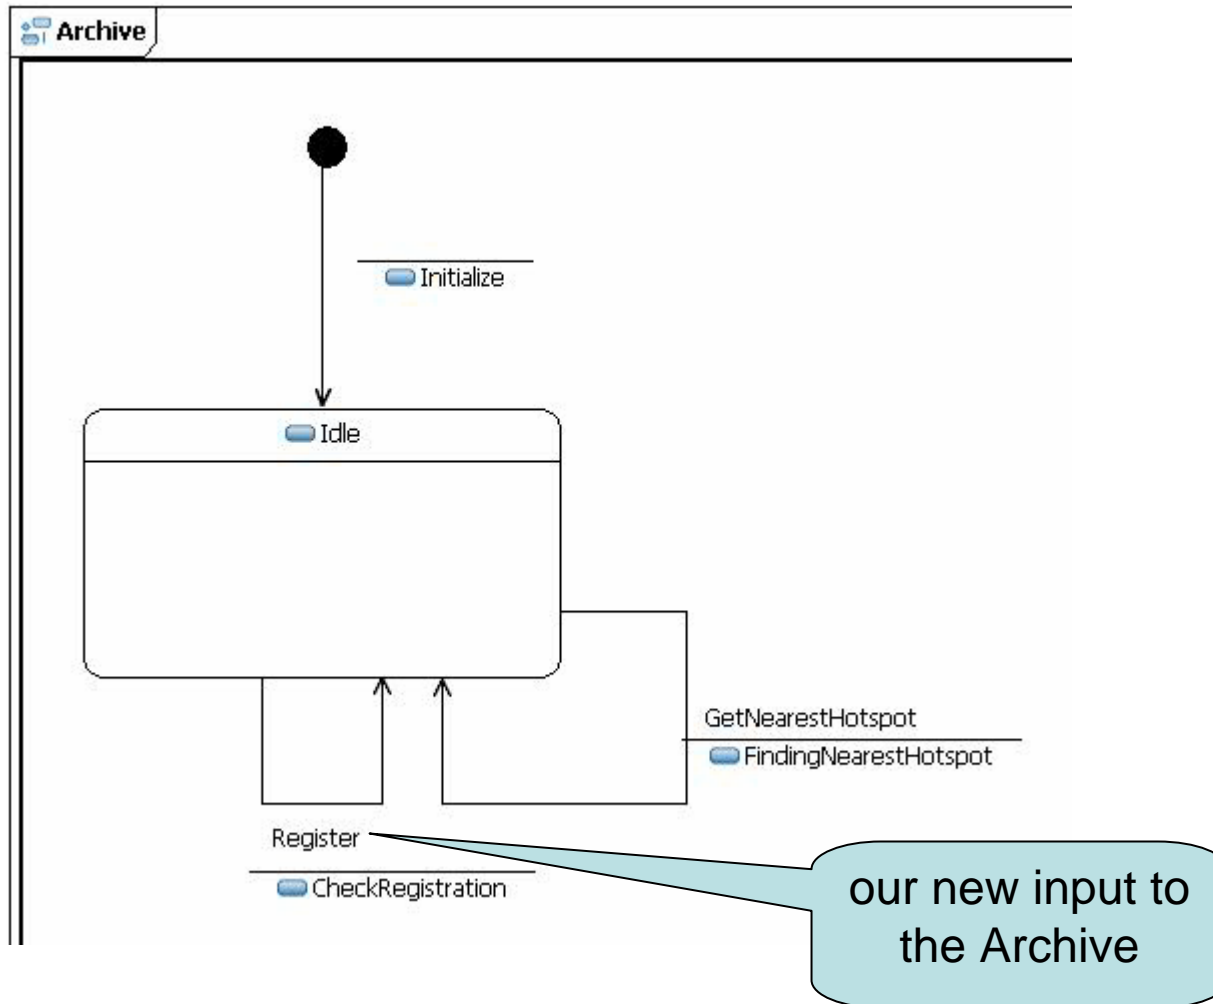 Archive
Initialize
Idle
GetNearestHotspot
FindingNearestHotspot
Register
CheckRegistration
our new input to
the Archive